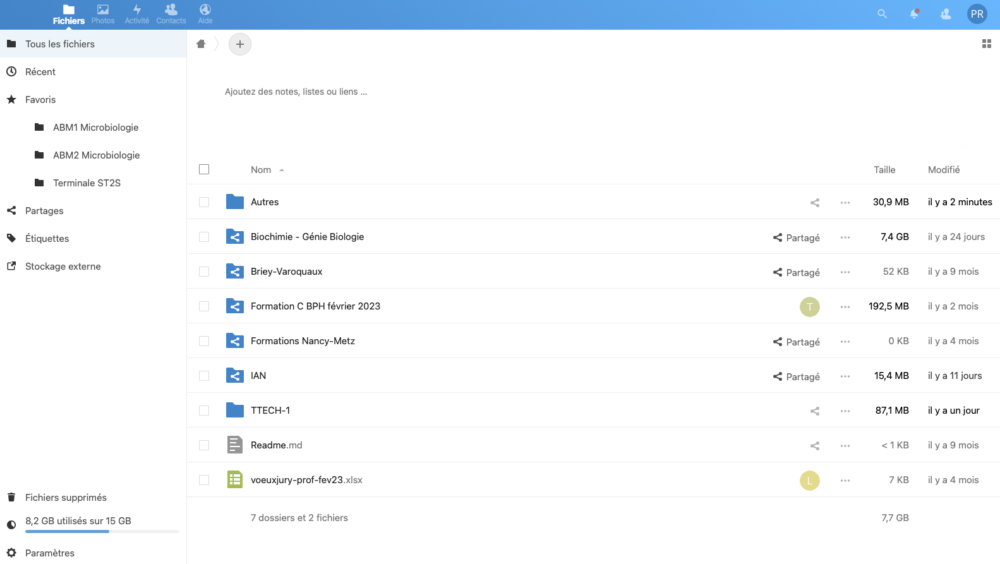 Fichiers
Photos
Activité
Contacts
Aide
PR
Tous les fichiers
Récent
Favoris
ABM1 Microbiologie
ABM2 Microbiologie
Terminale ST2S
Partages
Étiquettes
Stockage externe
Fichiers supprimés
8,2 GB utilisés sur 15 GB
Paramètres
Ajoutez des notes, listes ou liens ...
Nom Taille Modifié
Autres 30,9 MB il y a 2 minutes
Biochimie - Génie Biologie Partagé 7,4 GB il y a 24 jours
Briey-Varoquaux Partagé 52 KB il y a 9 mois
Formation C BPH février 2023 T 192,5 MB il y a 2 mois
Formations Nancy-Metz Partagé 0 KB il y a 4 mois
IAN Partagé 15,4 MB il y a 11 jours
TTECH-1 87,1 MB il y a un jour
Readme.md < 1 KB il y a 9 mois
voeuxjury-prof-fev23.xlsx L 7 KB il y a 4 mois
7 dossiers et 2 fichiers 7,7 GB